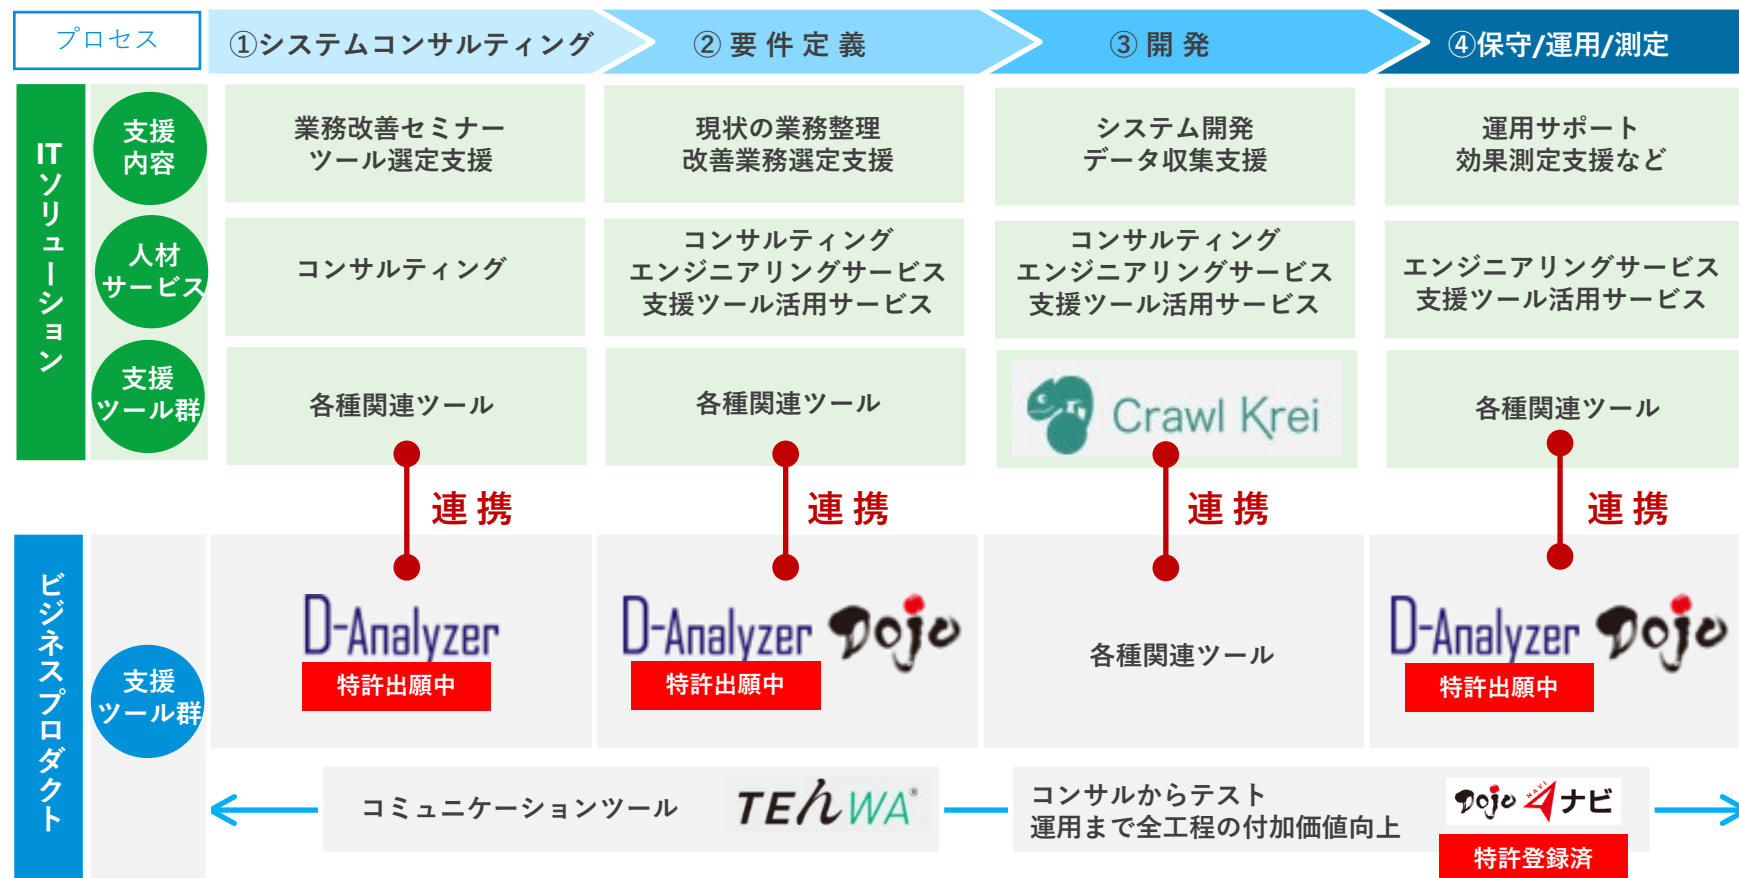 プロセス
①システムコンサルティング
②要件定義
③開発
④保守/運用/測定
ITソリューション
支援
内容
業務改善セミナー
ツール選定支援
現状の業務整理
改善業務選定支援
システム開発
データ収集支援
運用サポート
効果測定支援など
人材
サービス
コンサルティング
コンサルティング
エンジニアリングサービス
支援ツール活用サービス
コンサルティング
エンジニアリングサービス
支援ツール活用サービス
エンジニアリングサービス
支援ツール活用サービス
支援
ツール群
各種関連ツール
各種関連ツール
Crawl Krei
各種関連ツール
連携
連携
連携
連携
ビジネスプロダクト
支援
ツール群
D-Analyzer
特許出願中
D-Analyzer Dojo
特許出願中
各種関連ツール
D-Analyzer Dojo
特許出願中
コミュニケーションツール
TEんWA®
コンサルからテスト
運用まで全工程の付加価値向上
Dojo NAVI ナビ
特許登録済